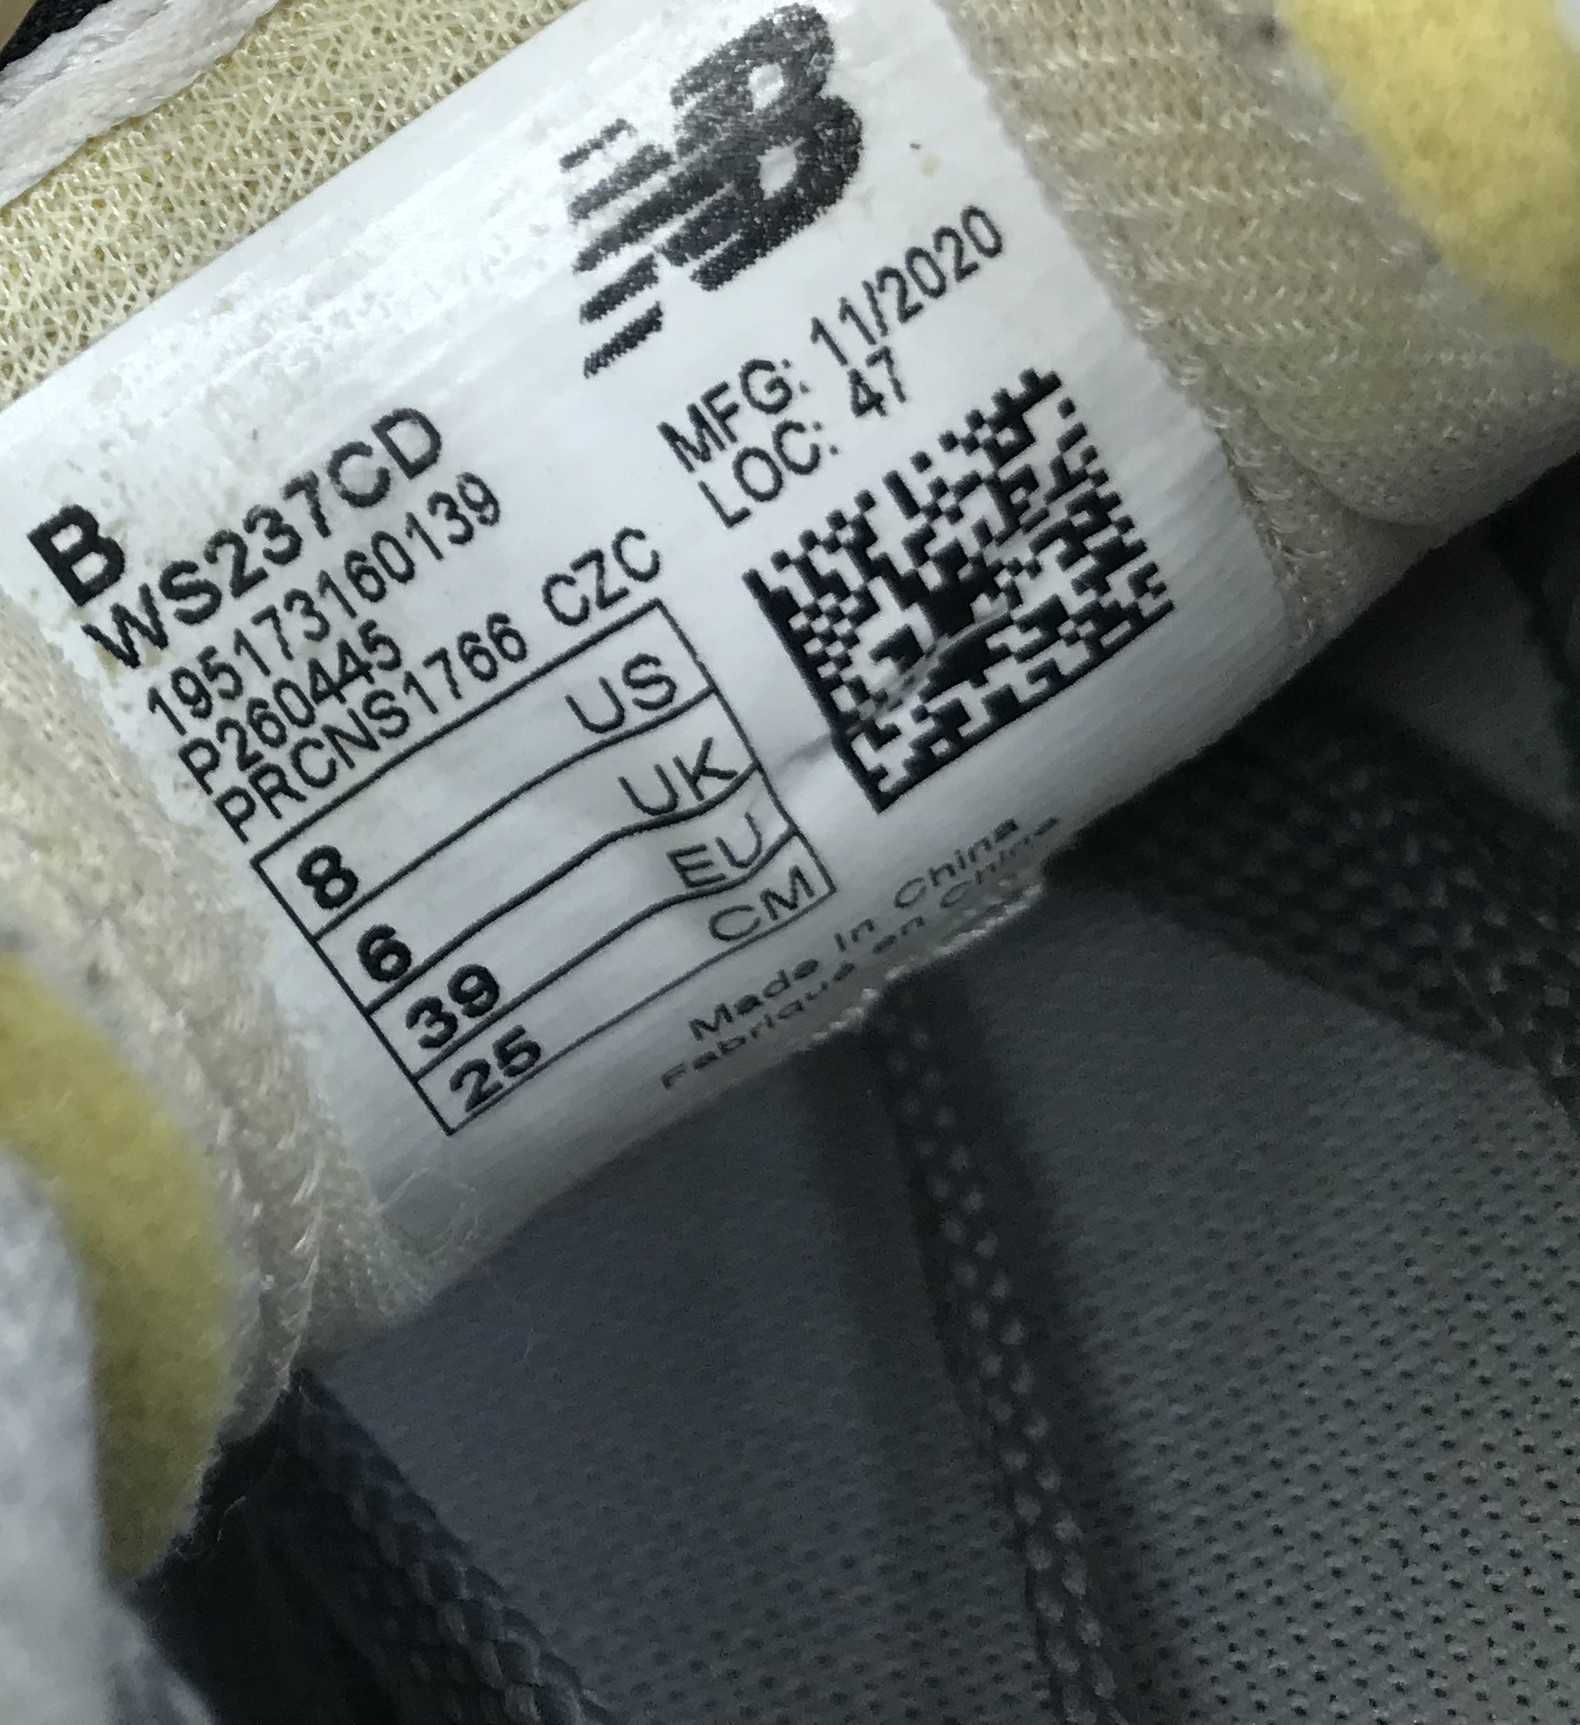 NB
MFG: 11/2020
LOC: 47
B
WS237CD
195173160139
P260445
PRCNS1766 CZC
8 US
6 UK
39 EU
25 CM
Made in China
Fabriqué en Chine